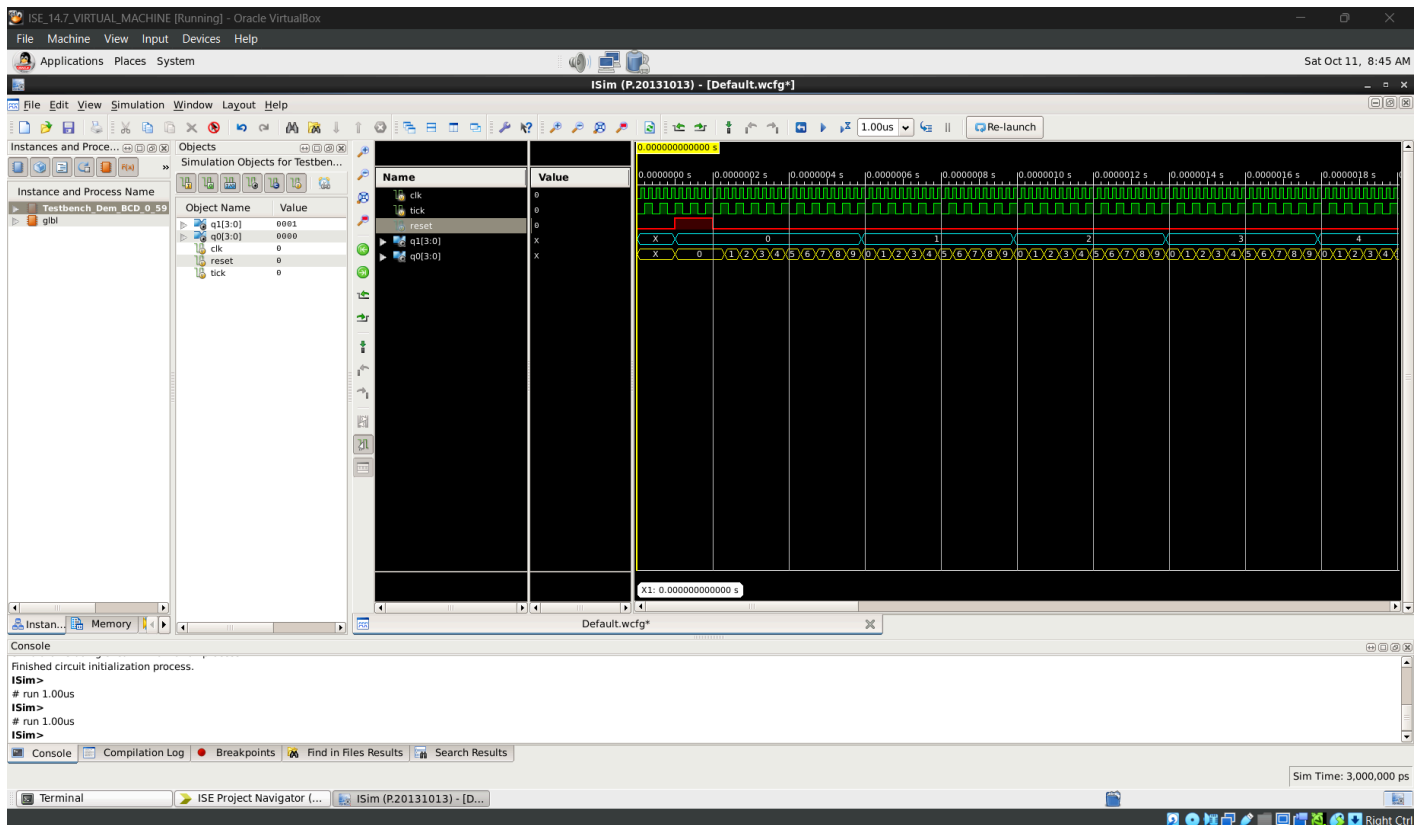 ISE_14.7_VIRTUAL_MACHINE [Running] - Oracle VirtualBox
File Machine View Input Devices Help
Applications Places System
Sat Oct 11, 8:45 AM
ISim (P.20131013) - [Default.wcfg*]
File Edit View Simulation Window Layout Help
1.00us
Re-launch
Instances and Proce...
Instance and Process Name
Testbench_Dem_BCD_0_59
glbl
Objects
Simulation Objects for Testben...
Object Name Value
q1[3:0] 0001
q0[3:0] 0000
clk 0
reset 0
tick 0
Name Value
clk 0
tick 0
reset 0
q1[3:0] X
q0[3:0] X
0.000000000000 s
0.0000000 s 0.0000002 s 0.0000004 s 0.0000006 s 0.0000008 s 0.0000010 s 0.0000012 s 0.0000014 s 0.0000016 s 0.0000018 s
X 0 1 2 3 4
X 0 1 2 3 4 5 6 7 8 9 0 1 2 3 4 5 6 7 8 9 0 1 2 3 4 5 6 7 8 9 0 1 2 3 4 5 6 7 8 9 0 1 2 3 4
X1: 0.000000000000 s
Instan... Memory
Default.wcfg*
Console
Finished circuit initialization process.
ISim>
# run 1.00us
ISim>
# run 1.00us
ISim>
Console Compilation Log Breakpoints Find in Files Results Search Results
Sim Time: 3,000,000 ps
Terminal ISE Project Navigator (... ISim (P.20131013) - [D...
Right Ctrl